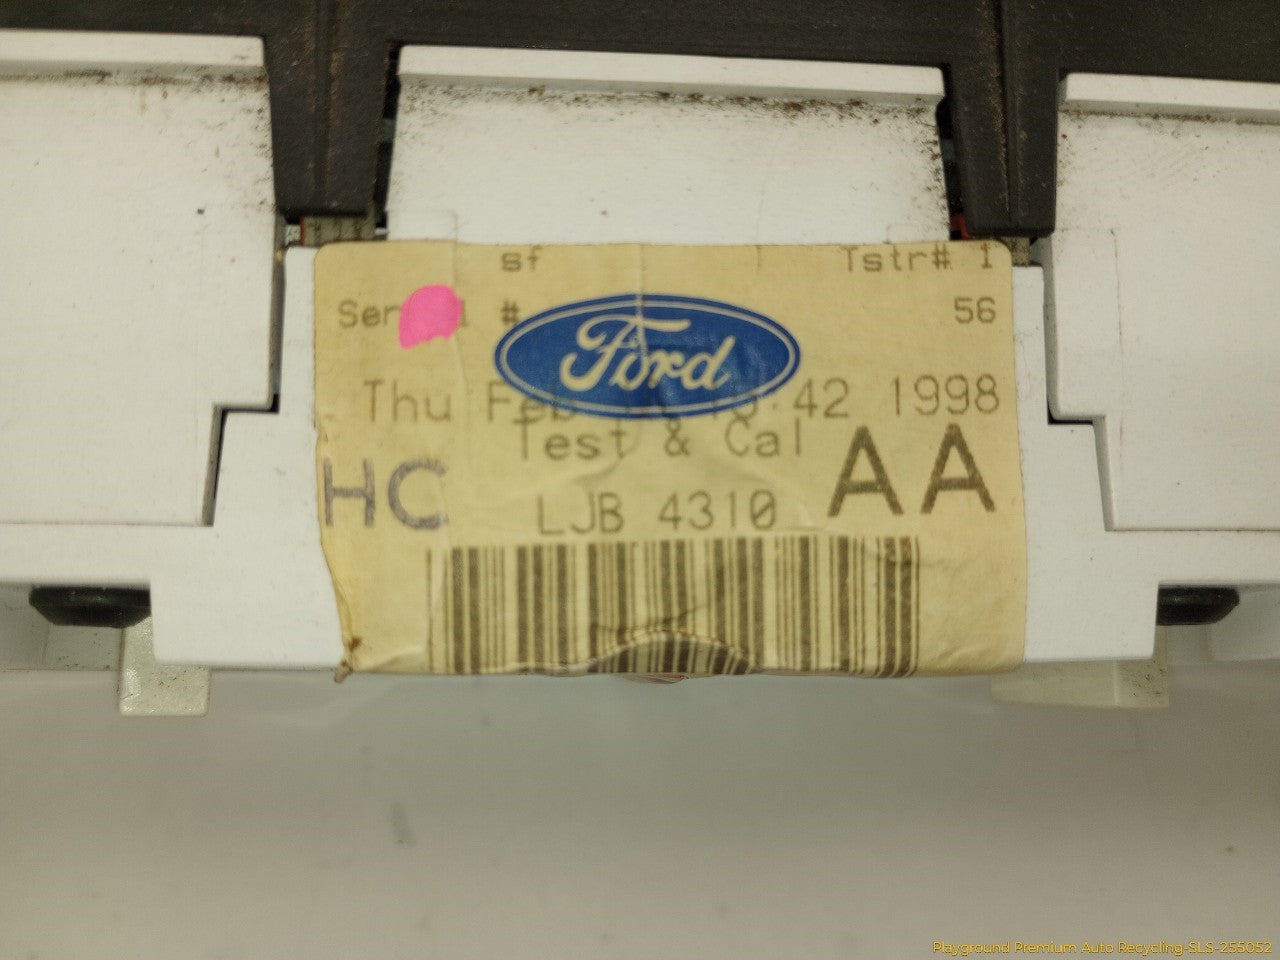 sf Tstr# 1
# 56
Ford
Thu Feb 42 1998
Test & Cal
HC LJB 4310 AA
Playground Premium Auto Recycling-SLS-255052